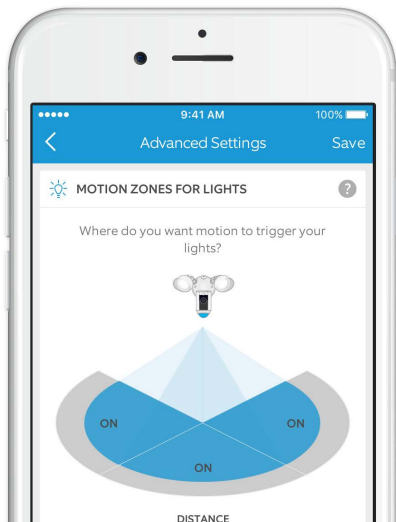 9:41 AM 100%
Advanced Settings Save
MOTION ZONES FOR LIGHTS ?
Where do you want motion to trigger your
lights?
ON ON
ON
DISTANCE